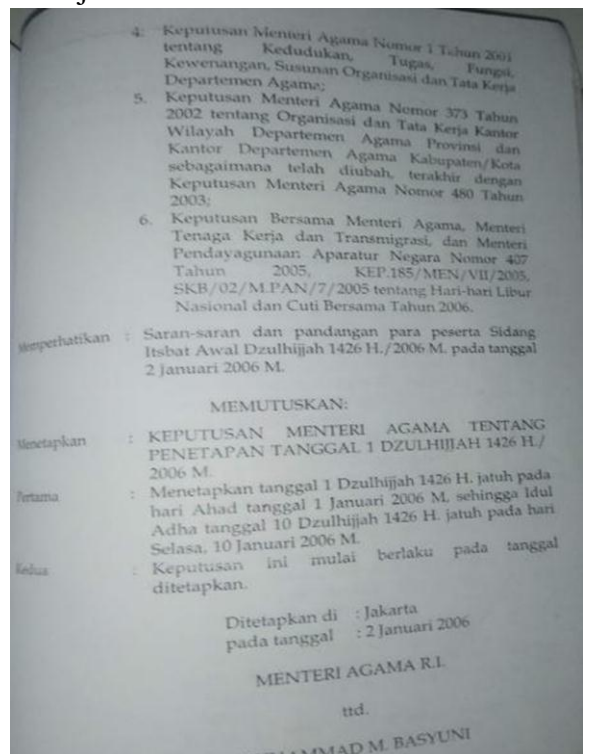 4. Keputusan Menteri Agama Nomor 1 Tahun 2001
tentang Kedudukan, Tugas, Fungsi,
Kewenangan, Susunan Organisasi dan Tata Kerja
Departemen Agama;
5. Keputusan Menteri Agama Nomor 373 Tahun
2002 tentang Organisasi dan Tata Kerja Kantor
Wilayah Departemen Agama Provinsi dan
Kantor Departemen Agama Kabupaten/Kota
sebagaimana telah diubah, terakhir dengan
Keputusan Menteri Agama Nomor 480 Tahun
2003;
6. Keputusan Bersama Menteri Agama, Menteri
Tenaga Kerja dan Transmigrasi, dan Menteri
Pendayagunaan Aparatur Negara Nomor 407
Tahun 2005, KEP.185/MEN/VII/2005,
SKB/02/M.PAN/7/2005 tentang Hari-hari Libur
Nasional dan Cuti Bersama Tahun 2006.
Memperhatikan : Saran-saran dan pandangan para peserta Sidang
Itsbat Awal Dzulhijjah 1426 H./2006 M. pada tanggal
2 Januari 2006 M.
MEMUTUSKAN:
Menetapkan : KEPUTUSAN MENTERI AGAMA TENTANG
PENETAPAN TANGGAL 1 DZULHIJJAH 1426 H./
2006 M.
Pertama : Menetapkan tanggal 1 Dzulhijjah 1426 H. jatuh pada
hari Ahad tanggal 1 Januari 2006 M. sehingga Idul
Adha tanggal 10 Dzulhijjah 1426 H. jatuh pada hari
Selasa, 10 Januari 2006 M.
Kedua : Keputusan ini mulai berlaku pada tanggal
ditetapkan.
Ditetapkan di : Jakarta
pada tanggal : 2 Januari 2006
MENTERI AGAMA R.I.
ttd.
M. BASYUNI